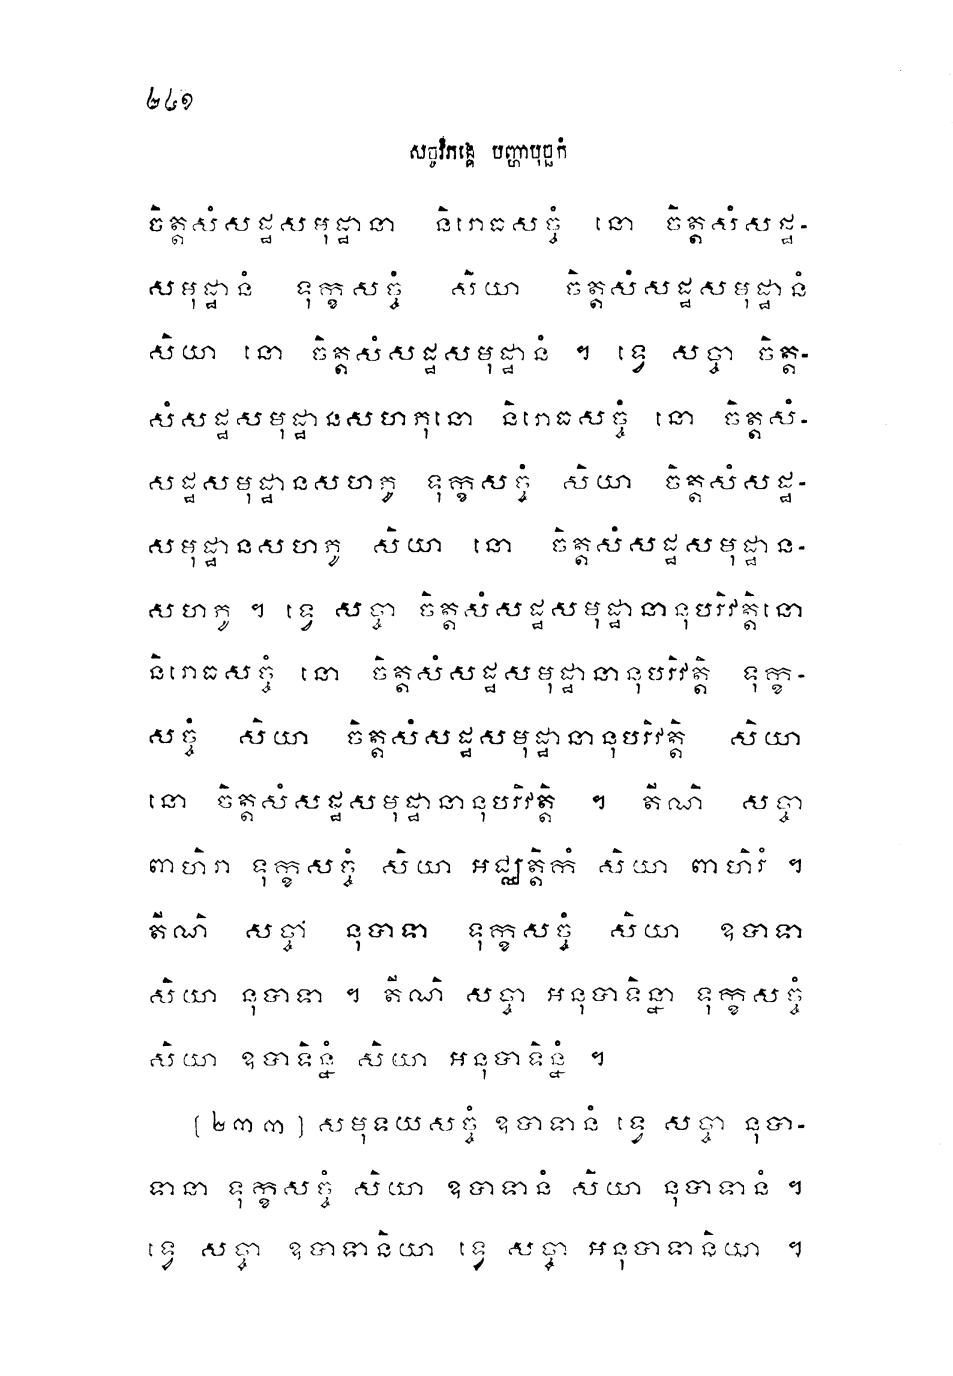 ២៤១
សច្ចវិភង្គេ បញ្ហាបុច្ឆកំ
ចិត្តសំសដ្ឋសមុដ្ឋានា និរោធសច្ចំ នោ ចិត្តសំសដ្ឋ-
សមុដ្ឋានំ ទុក្ខសច្ចំ សិយា ចិត្តសំសដ្ឋសមុដ្ឋានំ
សិយា នោ ចិត្តសំសដ្ឋសមុដ្ឋានំ ។ ទ្វេ សច្ចា ចិត្ត-
សំសដ្ឋសមុដ្ឋានសហភុនោ និរោធសច្ចំ នោ ចិត្តសំ-
សដ្ឋសមុដ្ឋានសហភូ ទុក្ខសច្ចំ សិយា ចិត្តសំសដ្ឋ-
សមុដ្ឋានសហភូ សិយា នោ ចិត្តសំសដ្ឋសមុដ្ឋាន-
សហភូ ។ ទ្វេ សច្ចា ចិត្តសំសដ្ឋសមុដ្ឋានានុបរិវត្តិនោ
និរោធសច្ចំ នោ ចិត្តសំសដ្ឋសមុដ្ឋានានុបរិវត្តិ ទុក្ខ-
សច្ចំ សិយា ចិត្តសំសដ្ឋសមុដ្ឋានានុបរិវត្តិ សិយា
នោ ចិត្តសំសដ្ឋសមុដ្ឋានានុបរិវត្តិ ។ តីណិ សច្ចា
ពាហិរា ទុក្ខសច្ចំ សិយា អជ្ឈត្តិកំ សិយា ពាហិរំ ។
តីណិ សច្ចា នុបាទា ទុក្ខសច្ចំ សិយា ឧបាទា
សិយា នុបាទា ។ តីណិ សច្ចា អនុបាទិន្នា ទុក្ខសច្ចំ
សិយា ឧបាទិន្នំ សិយា អនុបាទិន្នំ ។
[២៣៣] សមុទយសច្ចំ ឧបាទានំ ទ្វេ សច្ចា នុបា-
ទានា ទុក្ខសច្ចំ សិយា ឧបាទានំ សិយា នុបាទានំ ។
ទ្វេ សច្ចា ឧបាទានិយា ទ្វេ សច្ចា អនុបាទានិយា ។